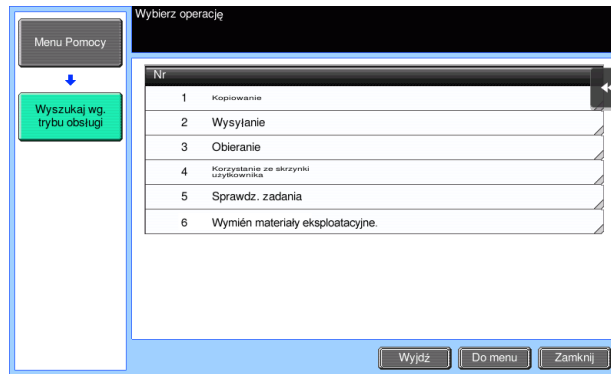 Wybierz operację
Menu Pomocy
Wyszukaj wg.
trybu obsługi
Nr
1 Kopiowanie
2 Wysyłanie
3 Obieranie
4 Korzystanie ze skrzynki
użytkownika
5 Sprawdz. zadania
6 Wymién materiały eksploatacyjne.
Wyjdź Do menu Zamknij